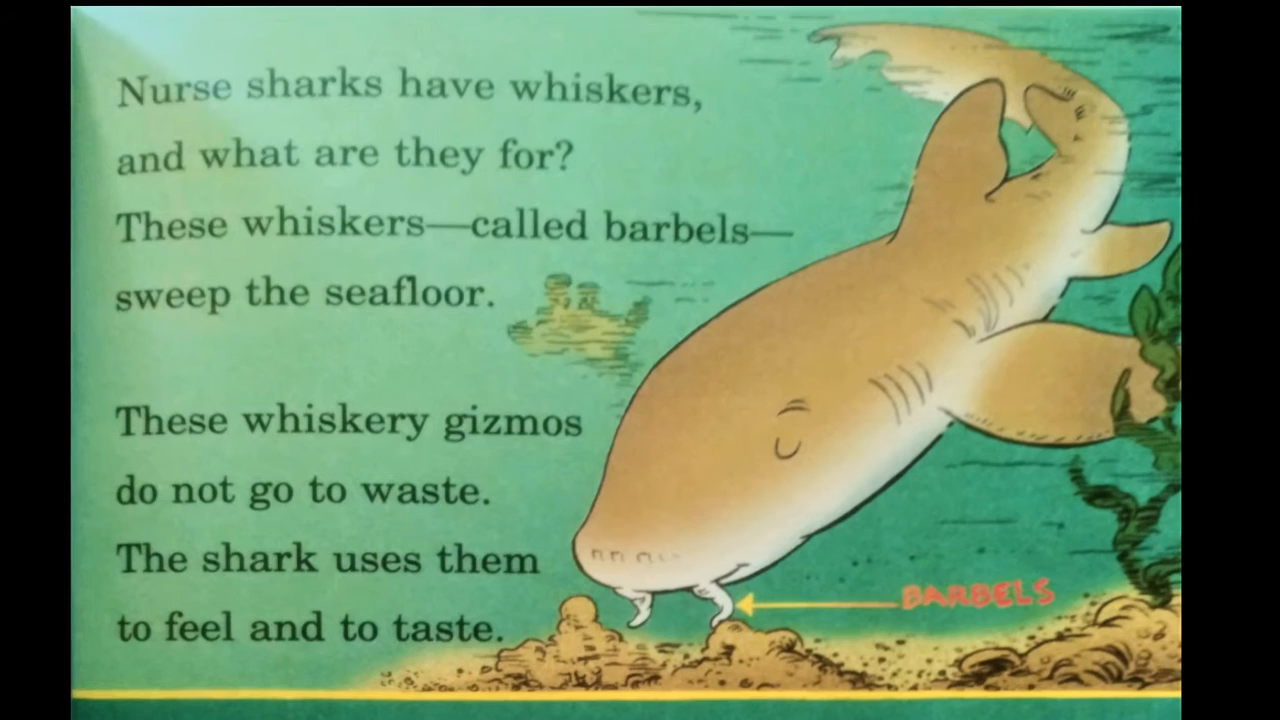 Nurse sharks have whiskers,
and what are they for?
These whiskers—called barbels—
sweep the seafloor.
These whiskery gizmos
do not go to waste.
The shark uses them
to feel and to taste.
BARBELS